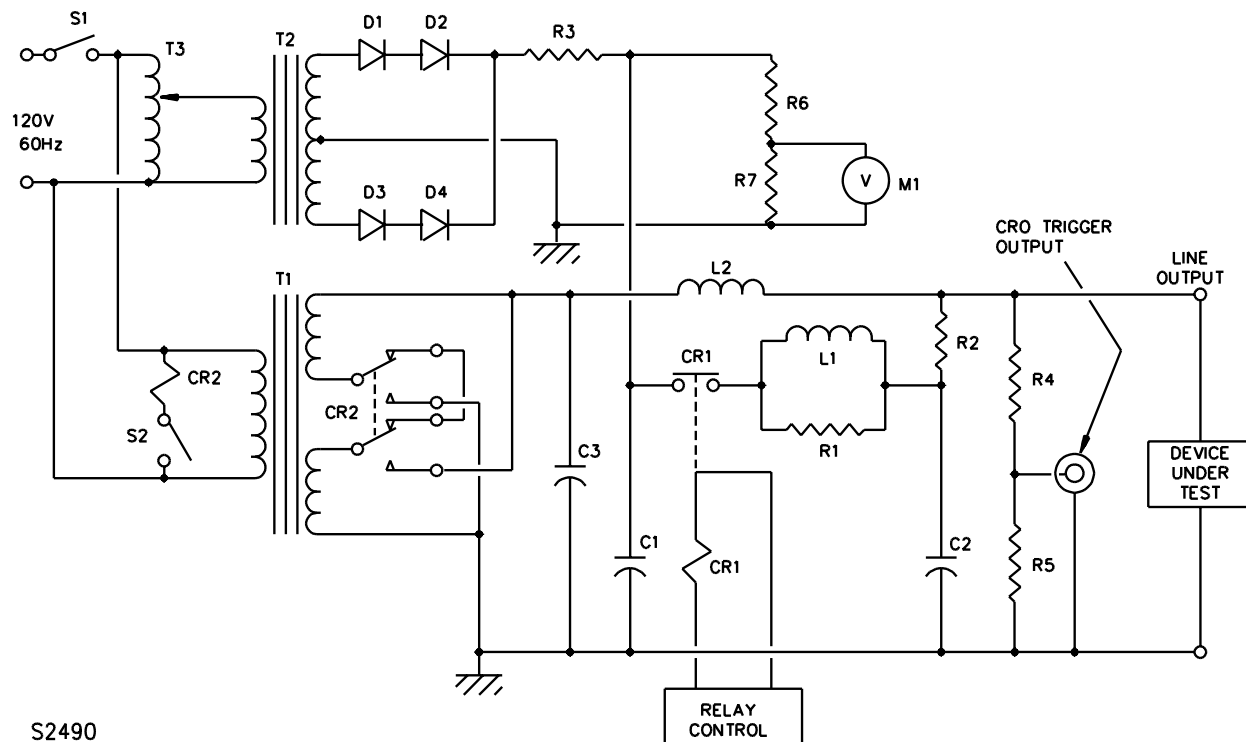 S1
T3
T2
D1
D2
R3
120V
60Hz
R6
R7
V
M1
D3
D4
CRO TRIGGER
OUTPUT
LINE
OUTPUT
T1
L2
CR2
S2
CR2
C3
CR1
L1
R1
R2
R4
DEVICE
UNDER
TEST
C1
CR1
C2
R5
RELAY
CONTROL
S2490